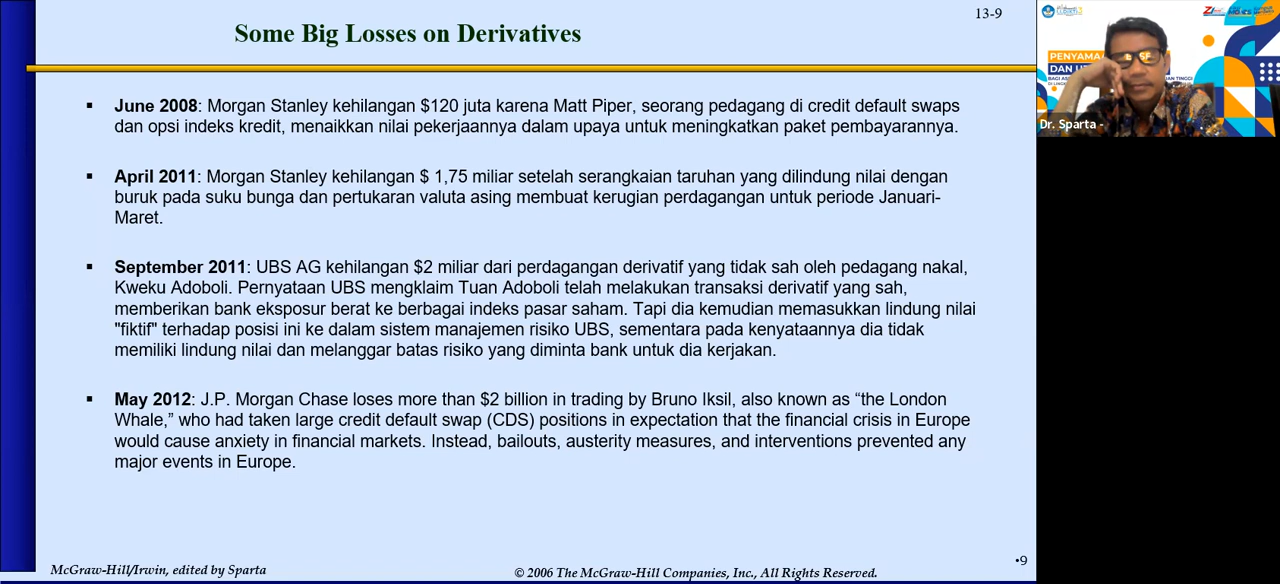 13-9
Some Big Losses on Derivatives
▪ June 2008: Morgan Stanley kehilangan $120 juta karena Matt Piper, seorang pedagang di credit default swaps
dan opsi indeks kredit, menaikkan nilai pekerjaannya dalam upaya untuk meningkatkan paket pembayarannya.
▪ April 2011: Morgan Stanley kehilangan $ 1,75 miliar setelah serangkaian taruhan yang dilindung nilai dengan
buruk pada suku bunga dan pertukaran valuta asing membuat kerugian perdagangan untuk periode Januari-
Maret.
▪ September 2011: UBS AG kehilangan $2 miliar dari perdagangan derivatif yang tidak sah oleh pedagang nakal,
Kweku Adoboli. Pernyataan UBS mengklaim Tuan Adoboli telah melakukan transaksi derivatif yang sah,
memberikan bank eksposur berat ke berbagai indeks pasar saham. Tapi dia kemudian memasukkan lindung nilai
"fiktif" terhadap posisi ini ke dalam sistem manajemen risiko UBS, sementara pada kenyataannya dia tidak
memiliki lindung nilai dan melanggar batas risiko yang diminta bank untuk dia kerjakan.
▪ May 2012: J.P. Morgan Chase loses more than $2 billion in trading by Bruno Iksil, also known as “the London
Whale,” who had taken large credit default swap (CDS) positions in expectation that the financial crisis in Europe
would cause anxiety in financial markets. Instead, bailouts, austerity measures, and interventions prevented any
major events in Europe.
McGraw-Hill/Irwin, edited by Sparta
© 2006 The McGraw-Hill Companies, Inc., All Rights Reserved.
•9
PENYAMA
DAN
Dr. Sparta -